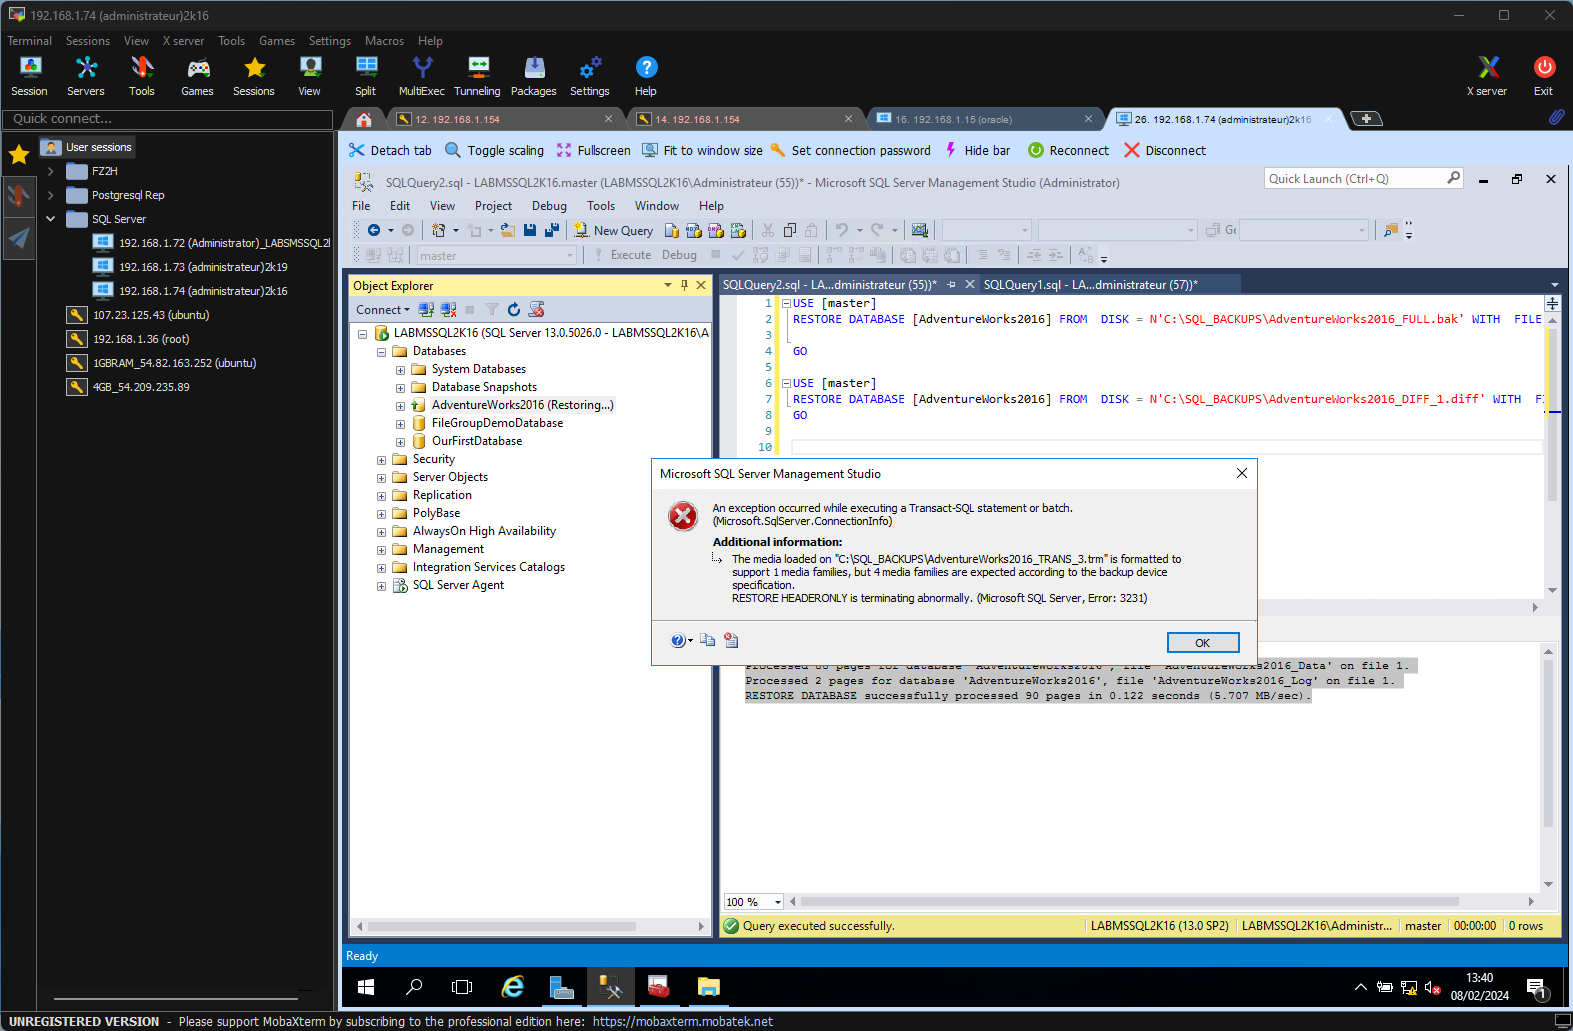 192.168.1.74 (administrateur)2k16
Terminal Sessions View X server Tools Games Settings Macros Help
Session Servers Tools Games Sessions View Split MultiExec Tunneling Packages Settings Help X server Exit
Quick connect...
12. 192.168.1.154
14. 192.168.1.154
16. 192.168.1.15 (oracle)
26. 192.168.1.74 (administrateur)2k16
User sessions
FZ2H
Postgresql Rep
SQL Server
192.168.1.72 (Administrator)_LABSMSSQL2
192.168.1.73 (administrateur)2k19
192.168.1.74 (administrateur)2k16
107.23.125.43 (ubuntu)
192.168.1.36 (root)
1GBRAM_54.82.163.252 (ubuntu)
4GB_54.209.235.89
Detach tab Toggle scaling Fullscreen Fit to window size Set connection password Hide bar Reconnect Disconnect
SQLQuery2.sql - LABMSSQL2K16.master (LABMSSQL2K16\Administrateur (55))* - Microsoft SQL Server Management Studio (Administrator)
Quick Launch (Ctrl+Q)
File Edit View Project Debug Tools Window Help
New Query
master
Execute Debug
Object Explorer
Connect
LABMSSQL2K16 (SQL Server 13.0.5026.0 - LABMSSQL2K16\A
Databases
System Databases
Database Snapshots
AdventureWorks2016 (Restoring...)
FileGroupDemoDatabase
OurFirstDatabase
Security
Server Objects
Replication
PolyBase
AlwaysOn High Availability
Management
Integration Services Catalogs
SQL Server Agent
SQLQuery2.sql - LA...dministrateur (55))*
SQLQuery1.sql - LA...dministrateur (57))*
1 USE [master]
2 RESTORE DATABASE [AdventureWorks2016] FROM DISK = N'C:\SQL_BACKUPS\AdventureWorks2016_FULL.bak' WITH FILE
3
4 GO
5
6 USE [master]
7 RESTORE DATABASE [AdventureWorks2016] FROM DISK = N'C:\SQL_BACKUPS\AdventureWorks2016_DIFF_1.diff' WITH FI
8 GO
9
10
Microsoft SQL Server Management Studio
An exception occurred while executing a Transact-SQL statement or batch.
(Microsoft.SqlServer.ConnectionInfo)
Additional information:
The media loaded on "C:\SQL_BACKUPS\AdventureWorks2016_TRANS_3.trm" is formatted to
support 1 media families, but 4 media families are expected according to the backup device
specification.
RESTORE HEADERONLY is terminating abnormally. (Microsoft SQL Server, Error: 3231)
OK
Processed pages for database 'AdventureWorks2016', file 'AdventureWorks2016_Data' on file 1.
Processed 2 pages for database 'AdventureWorks2016', file 'AdventureWorks2016_Log' on file 1.
RESTORE DATABASE successfully processed 90 pages in 0.122 seconds (5.707 MB/sec).
100 %
Query executed successfully.
LABMSSQL2K16 (13.0 SP2) LABMSSQL2K16\Administr... master 00:00:00 0 rows
Ready
13:40
08/02/2024
1
UNREGISTERED VERSION - Please support MobaXterm by subscribing to the professional edition here: https://mobaxterm.mobatek.net